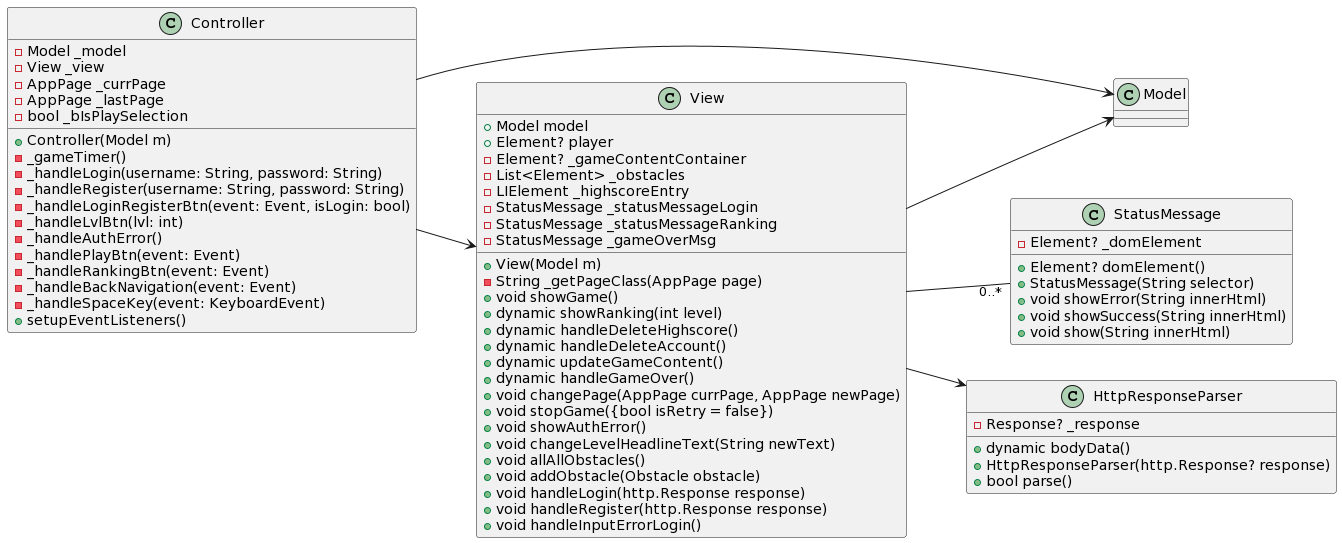 C Controller
Model _model
View _view
AppPage _currPage
AppPage _lastPage
bool _bIsPlaySelection
Controller(Model m)
_gameTimer()
_handleLogin(username: String, password: String)
_handleRegister(username: String, password: String)
_handleLoginRegisterBtn(event: Event, isLogin: bool)
_handleLvlBtn(lvl: int)
_handleAuthError()
_handlePlayBtn(event: Event)
_handleRankingBtn(event: Event)
_handleBackNavigation(event: Event)
_handleSpaceKey(event: KeyboardEvent)
setupEventListeners()
C View
Model model
Element? player
Element? _gameContentContainer
List<Element> _obstacles
LIElement _highscoreEntry
StatusMessage _statusMessageLogin
StatusMessage _statusMessageRanking
StatusMessage _gameOverMsg
View(Model m)
String _getPageClass(AppPage page)
void showGame()
dynamic showRanking(int level)
dynamic handleDeleteHighscore()
dynamic handleDeleteAccount()
dynamic updateGameContent()
dynamic handleGameOver()
void changePage(AppPage currPage, AppPage newPage)
void stopGame({bool isRetry = false})
void showAuthError()
void changeLevelHeadlineText(String newText)
void allAllObstacles()
void addObstacle(Obstacle obstacle)
void handleLogin(http.Response response)
void handleRegister(http.Response response)
void handleInputErrorLogin()
C Model
0..*
C StatusMessage
Element? _domElement
Element? domElement()
StatusMessage(String selector)
void showError(String innerHtml)
void showSuccess(String innerHtml)
void show(String innerHtml)
C HttpResponseParser
Response? _response
dynamic bodyData()
HttpResponseParser(http.Response? response)
bool parse()